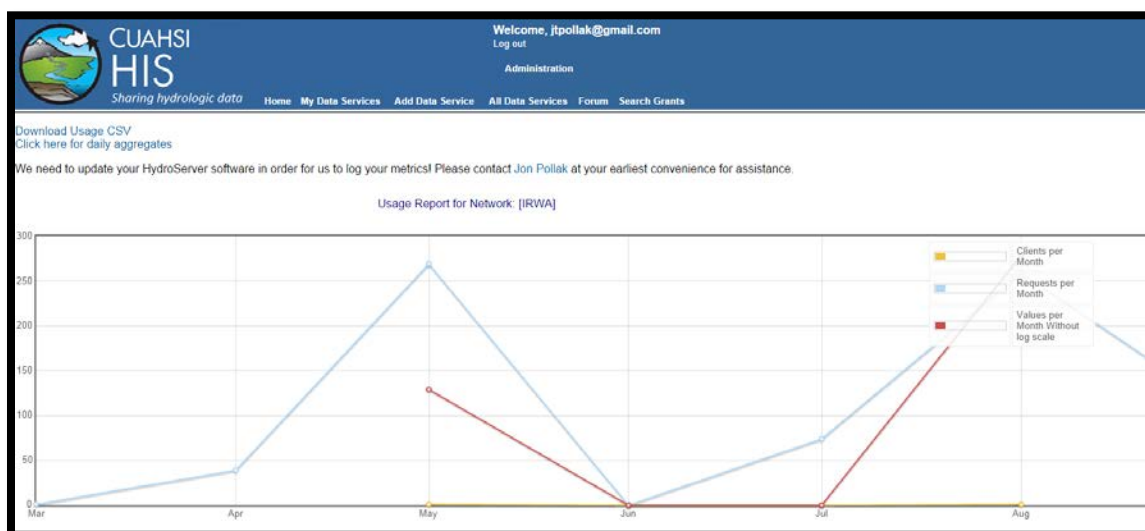 CUAHSI
HIS
Sharing hydrologic data
Welcome, jtpollak@gmail.com
Log out
Administration
Home My Data Services Add Data Service All Data Services Forum Search Grants
Download Usage CSV
Click here for daily aggregates
We need to update your HydroServer software in order for us to log your metrics! Please contact Jon Pollak at your earliest convenience for assistance.
Usage Report for Network: [IRWA]
300
250
200
150
100
50
0
Clients per
Month
Requests per
Month
Values per
Month Without
log scale
Mar Apr May Jun Jul Aug